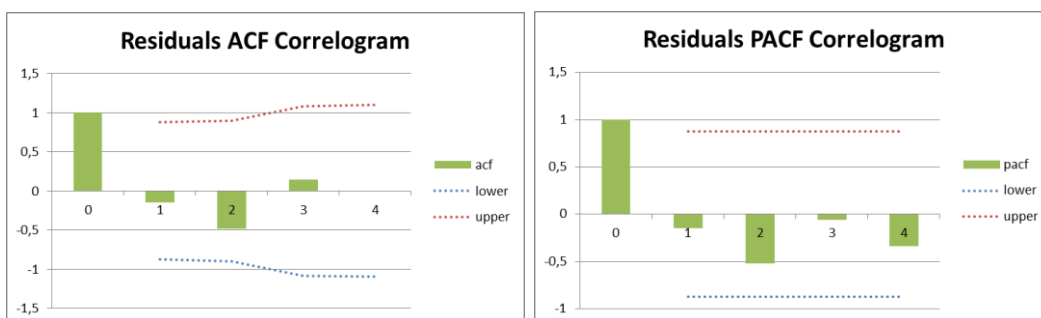 Residuals ACF Correlogram
1,5
1
0,5
0
-0,5
-1
-1,5
0 1 2 3 4
acf
lower
upper
Residuals PACF Correlogram
1,5
1
0,5
0
-0,5
-1
0 1 2 3 4
pacf
lower
upper